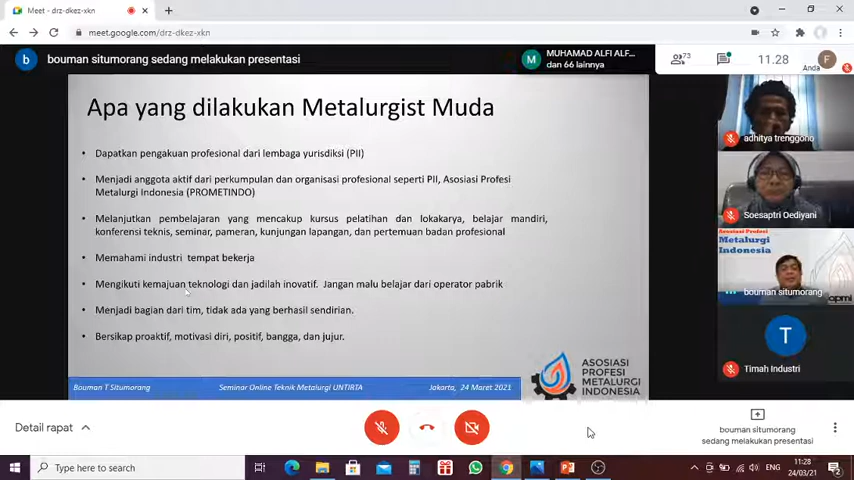 Meet - drz-dkez-xkn
meet.google.com/drz-dkez-xkn
b bouman situmorang sedang melakukan presentasi
M MUHAMAD ALFI ALF...
dan 66 lainnya
73
11.28
F
Anda
Apa yang dilakukan Metalurgist Muda
• Dapatkan pengakuan profesional dari lembaga yurisdiksi (PII)
• Menjadi anggota aktif dari perkumpulan dan organisasi profesional seperti PII, Asosiasi Profesi
Metalurgi Indonesia (PROMETINDO)
• Melanjutkan pembelajaran yang mencakup kursus pelatihan dan lokakarya, belajar mandiri,
konferensi teknis, seminar, pameran, kunjungan lapangan, dan pertemuan badan profesional
• Memahami industri tempat bekerja
• Mengikuti kemajuan teknologi dan jadilah inovatif. Jangan malu belajar dari operator pabrik
• Menjadi bagian dari tim, tidak ada yang berhasil sendirian.
• Bersikap proaktif, motivasi diri, positif, bangga, dan jujur.
Bouman T Situmorang
Seminar Online Teknik Metalurgi UNTIRTA
Jakarta, 24 Maret 2021
ASOSIASI
PROFESI
METALURGI
INDONESIA
adhitya trenggono
Soesaptri Oediyani
Asosiasi Profesi
Metalurgi
Indonesia
bouman situmorang
T
Timah Industri
Detail rapat
bouman situmorang
sedang melakukan presentasi
Type here to search
ENG
11:28
24/03/21
2